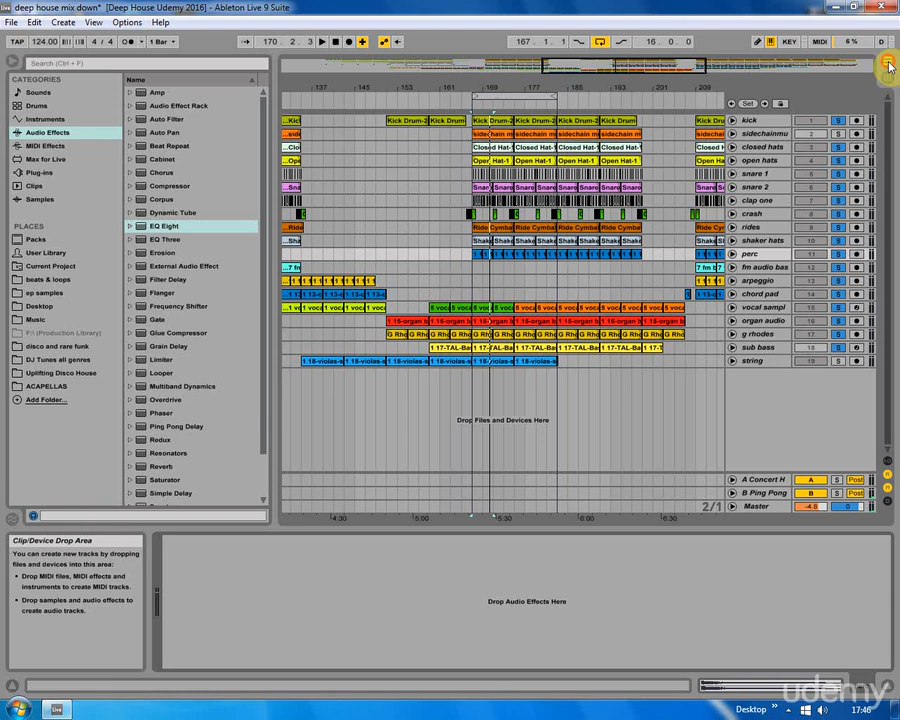 deep house mix down* [Deep House Udemy 2016] - Ableton Live 9 Suite
File Edit Create View Options Help
TAP 124.00 4 / 4 1 Bar 170 . 2 . 3 167 . 1 . 1 16 . 0 . 0 KEY MIDI 6 % D
Search (Ctrl + F)
CATEGORIES
Sounds
Drums
Instruments
Audio Effects
MIDI Effects
Max for Live
Plug-ins
Clips
Samples
PLACES
Packs
User Library
Current Project
beats & loops
ep samples
Desktop
Music
F:\ (Production Library)
disco and rare funk
DJ Tunes all genres
Uplifting Disco House
ACAPELLAS
Add Folder...
Name
Amp
Audio Effect Rack
Auto Filter
Auto Pan
Beat Repeat
Cabinet
Chorus
Compressor
Corpus
Dynamic Tube
EQ Eight
EQ Three
Erosion
External Audio Effect
Filter Delay
Flanger
Frequency Shifter
Gate
Glue Compressor
Grain Delay
Limiter
Looper
Multiband Dynamics
Overdrive
Phaser
Ping Pong Delay
Redux
Resonators
Reverb
Saturator
Simple Delay
137 145 153 161 169 177 185 193 201 209
Set
kick 1 S
sidechainmu 2 S
closed hats 3 S
open hats 4 S
snare 1 5 S
snare 2 6 S
clap one 7 S
crash 8 S
rides 9 S
shaker hats 10 S
perc 11 S
fm audio bas 12 S
arpeggio 13 S
chord pad 14 S
vocal sampl 15 S
organ audio 16 S
g rhodes 17 S
sub bass 18 S
string 19 S
Drop Files and Devices Here
A Concert H A S Post
B Ping Pong B S Post
2/1 Master -4.8 0
4:30 5:00 5:30 6:00 6:30
Clip/Device Drop Area
You can create new tracks by dropping
files and devices into this area:
Drop MIDI files, MIDI effects and
instruments to create MIDI tracks.
Drop samples and audio effects to
create audio tracks.
Drop Audio Effects Here
udemy
Live
Desktop
17:46